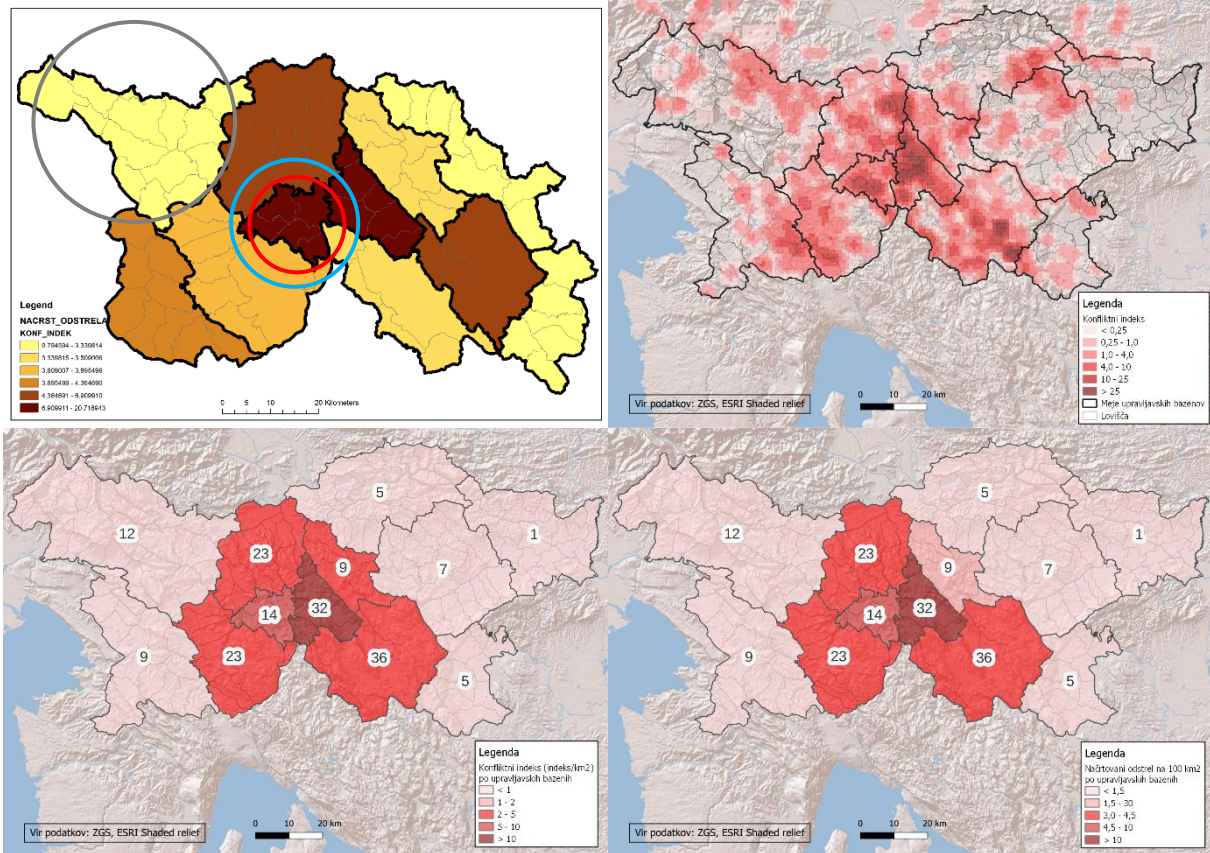 Legend
NACRST_ODSTRELA
KONF_INDEK
0.794594 - 3.339814
3.339815 - 3.809006
3.809007 - 3.895498
3.895499 - 4.364690
4.364691 - 6.909910
6.909911 - 20.716943
0 5 10 20 Kilometers
Legenda
Konfliktni indeks
< 0,25
0,25 - 1,0
1,0 - 4,0
4,0 - 10
10 - 25
> 25
Meje upravljavskih bazenov
Lovišča
Vir podatkov: ZGS, ESRI Shaded relief
0 10 20 km
12
5
1
23
9
7
14
32
9
23
36
5
Legenda
Konfliktni indeks (indeks/km2)
po upravljavskih bazenih
< 1
1 - 2
2 - 5
5 - 10
> 10
Vir podatkov: ZGS, ESRI Shaded relief
0 10 20 km
12
5
1
23
9
7
14
32
9
23
36
5
Legenda
Načrtovani odstrel na 100 km2
po upravljavskih bazenih
< 1,5
1,5 - 30
3,0 - 4,5
4,5 - 10
> 10
Vir podatkov: ZGS, ESRI Shaded relief
0 10 20 km